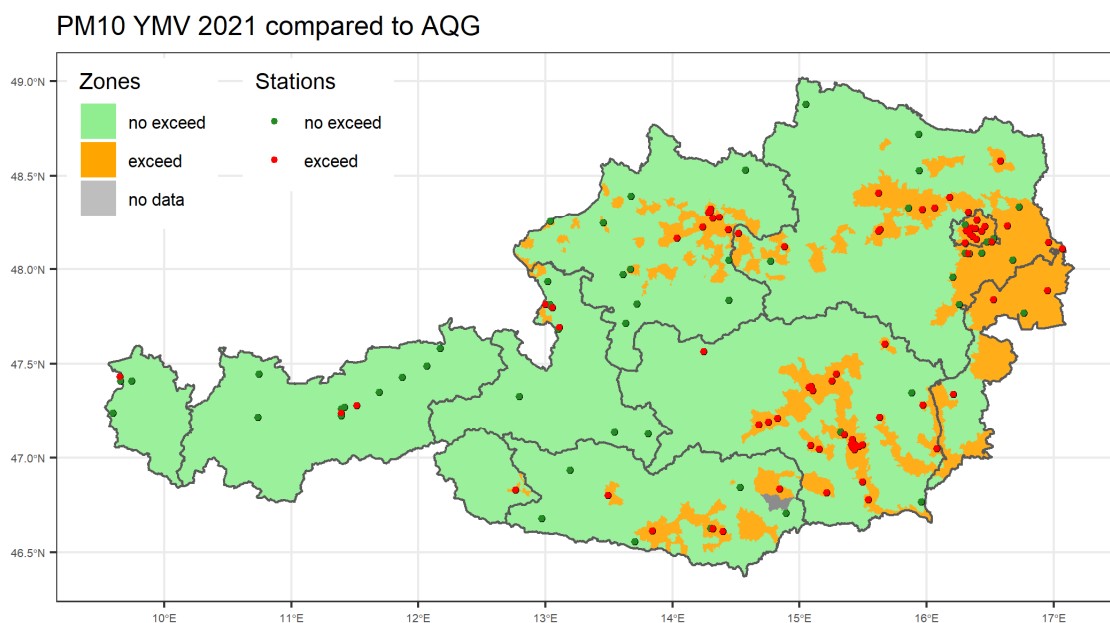 PM10 YMV 2021 compared to AQG
Zones
no exceed
exceed
no data
Stations
no exceed
exceed
49.0°N
48.5°N
48.0°N
47.5°N
47.0°N
46.5°N
10°E 11°E 12°E 13°E 14°E 15°E 16°E 17°E